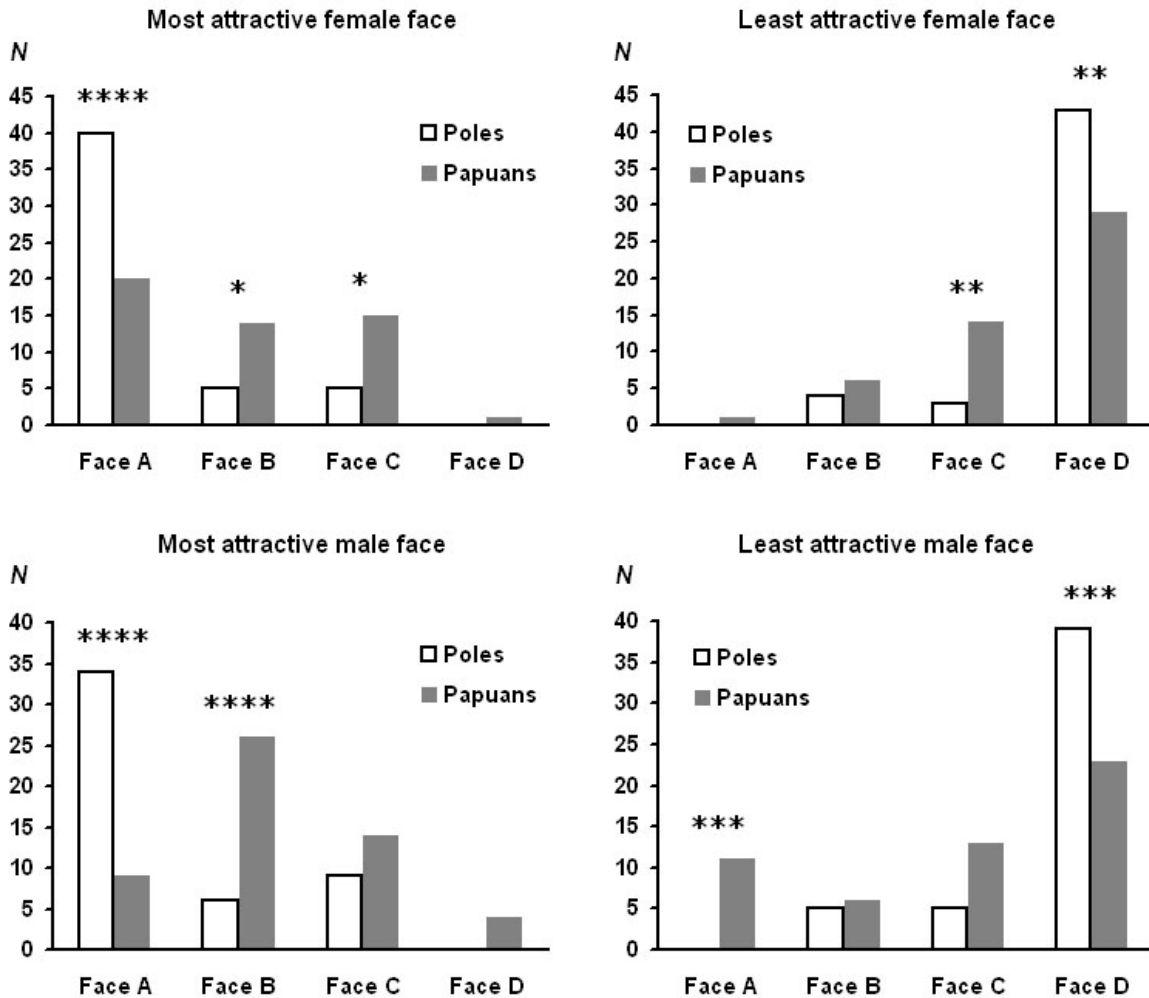 Most attractive female face
N
45
40
35
30
25
20
15
10
5
0
****
*
*
Poles
Papuans
Face A Face B Face C Face D
Least attractive female face
N
45
40
35
30
25
20
15
10
5
0
**
**
Poles
Papuans
Face A Face B Face C Face D
Most attractive male face
N
40
35
30
25
20
15
10
5
0
****
****
Poles
Papuans
Face A Face B Face C Face D
Least attractive male face
N
40
35
30
25
20
15
10
5
0
***
***
Poles
Papuans
Face A Face B Face C Face D